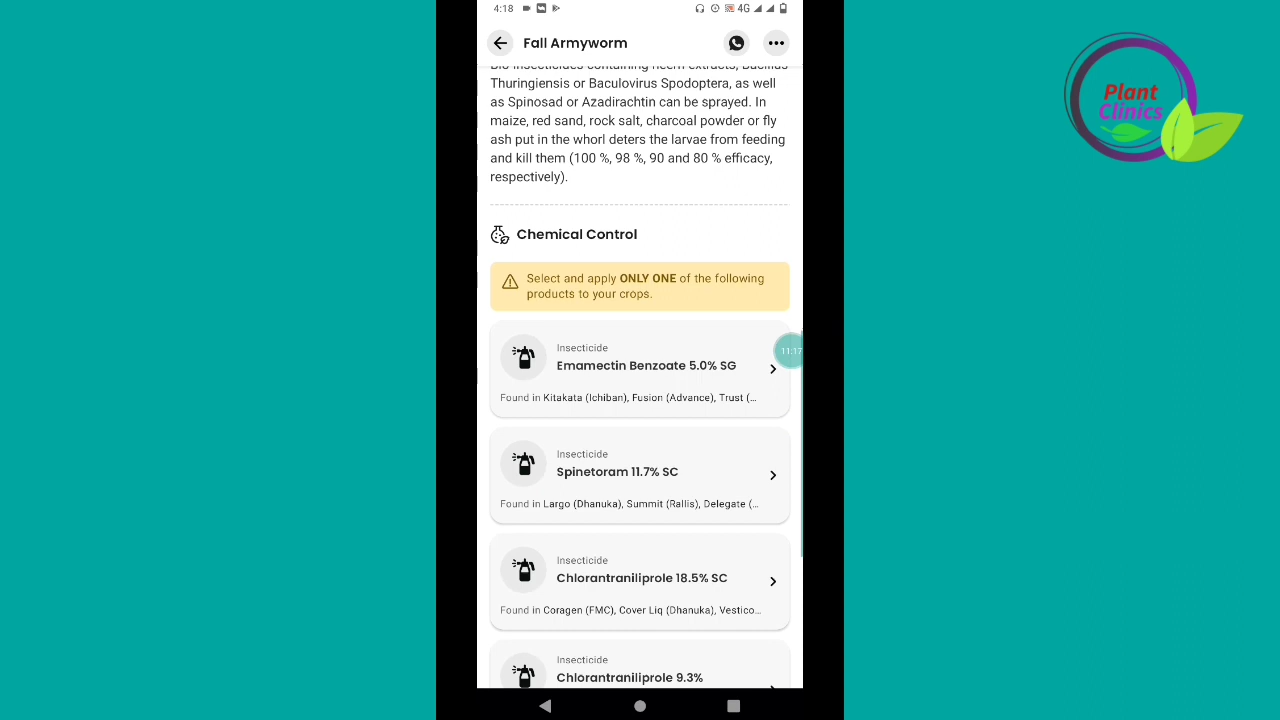 4:18
4G
Fall Armyworm
Bio-insecticides containing neem extracts, Bacillus
Thuringiensis or Baculovirus Spodoptera, as well
as Spinosad or Azadirachtin can be sprayed. In
maize, red sand, rock salt, charcoal powder or fly
ash put in the whorl deters the larvae from feeding
and kill them (100 %, 98 %, 90 and 80 % efficacy,
respectively).
Chemical Control
Select and apply ONLY ONE of the following
products to your crops.
Insecticide
Emamectin Benzoate 5.0% SG
Found in Kitakata (Ichiban), Fusion (Advance), Trust (...
11:17
Insecticide
Spinetoram 11.7% SC
Found in Largo (Dhanuka), Summit (Rallis), Delegate (...
Insecticide
Chlorantraniliprole 18.5% SC
Found in Coragen (FMC), Cover Liq (Dhanuka), Vestico...
Insecticide
Chlorantraniliprole 9.3%
Plant
Clinics